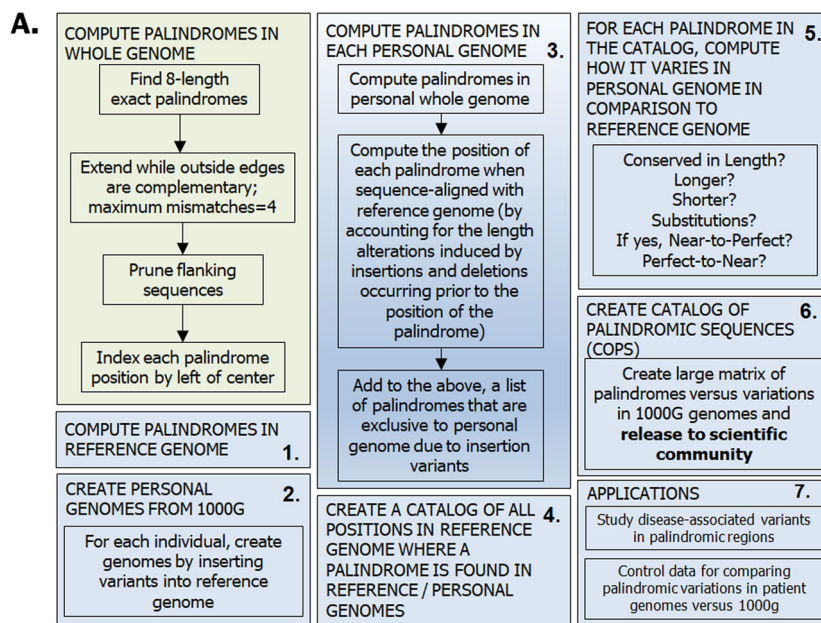 A.
COMPUTE PALINDROMES IN
WHOLE GENOME
Find 8-length
exact palindromes
Extend while outside edges
are complementary;
maximum mismatches=4
Prune flanking
sequences
Index each palindrome
position by left of center
COMPUTE PALINDROMES IN
REFERENCE GENOME
1.
CREATE PERSONAL
GENOMES FROM 1000G
2.
For each individual, create
genomes by inserting
variants into reference
genome
COMPUTE PALINDROMES IN
EACH PERSONAL GENOME
3.
Compute palindromes in
personal whole genome
Compute the position of
each palindrome when
sequence-aligned with
reference genome (by
accounting for the length
alterations induced by
insertions and deletions
occurring prior to the
position of the
palindrome)
Add to the above, a list
of palindromes that are
exclusive to personal
genome due to insertion
variants
CREATE A CATALOG OF ALL
POSITIONS IN REFERENCE
GENOME WHERE A
PALINDROME IS FOUND IN
REFERENCE / PERSONAL
GENOMES
4.
FOR EACH PALINDROME IN
THE CATALOG, COMPUTE
HOW IT VARIES IN
PERSONAL GENOME IN
COMPARISON TO
REFERENCE GENOME
5.
Conserved in Length?
Longer?
Shorter?
Substitutions?
If yes, Near-to-Perfect?
Perfect-to-Near?
CREATE CATALOG OF
PALINDROMIC SEQUENCES
(COPS)
6.
Create large matrix of
palindromes versus variations
in 1000G genomes and
release to scientific
community
APPLICATIONS
7.
Study disease-associated variants
in palindromic regions
Control data for comparing
palindromic variations in patient
genomes versus 1000g